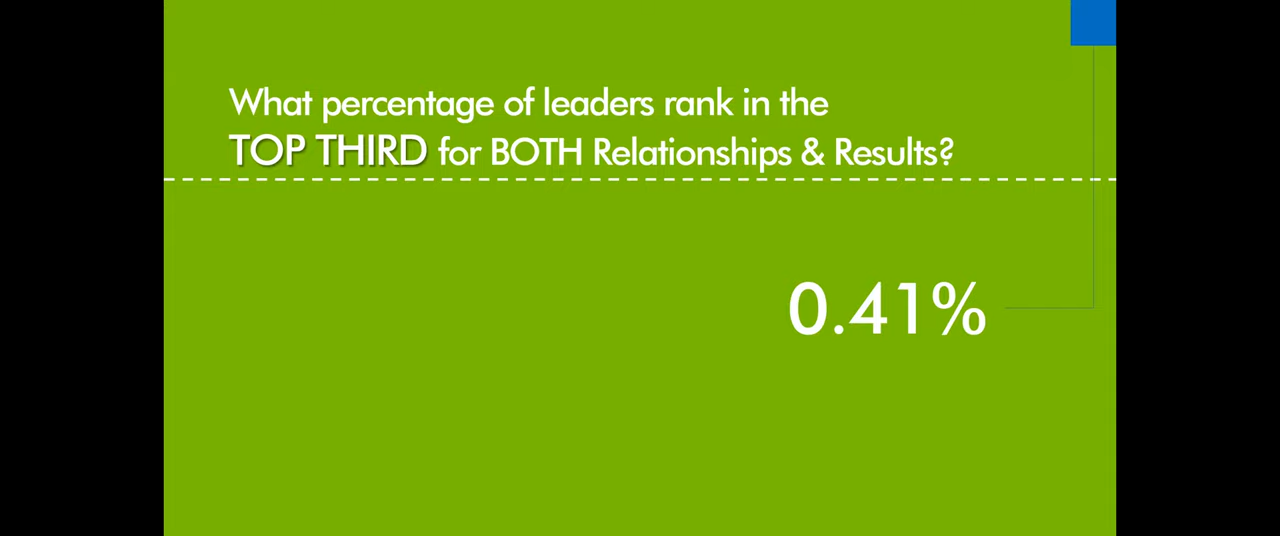 What percentage of leaders rank in the
TOP THIRD for BOTH Relationships & Results?
0.41%